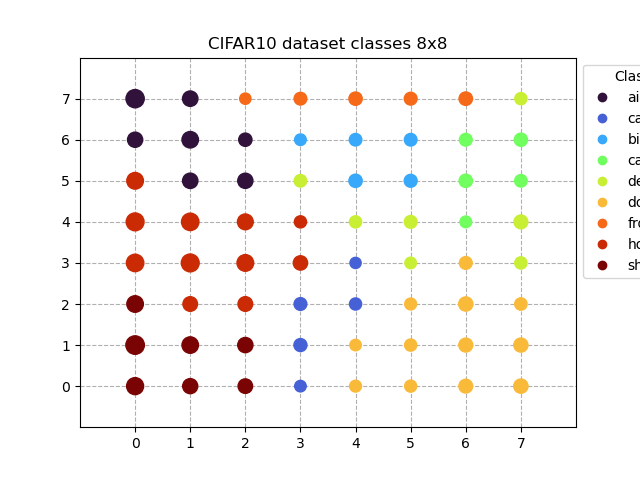 CIFAR10 dataset classes 8x8
Clas
7
ai
ca
6
bi
ca
5
de
do
4
fro
ho
3
sh
2
1
0
0 1 2 3 4 5 6 7